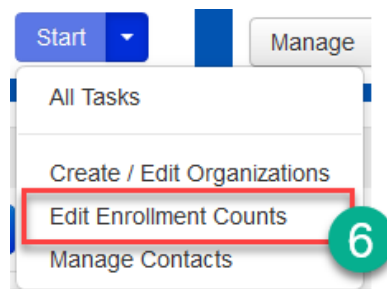 Start Manage
All Tasks
Create / Edit Organizations
Edit Enrollment Counts
6
Manage Contacts